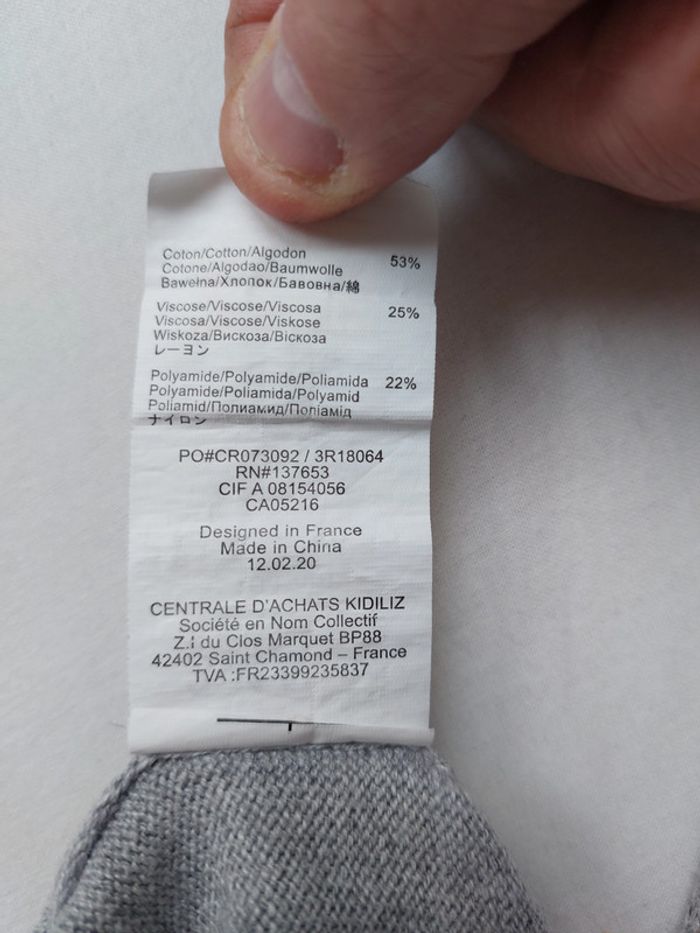 Coton/Cotton/Algodon 53%
Cotone/Algodao/Baumwolle
Bawełna/Хлопок/Бавовна/綿
Viscose/Viscose/Viscosa 25%
Viscosa/Viscose/Viskose
Wiskoza/Вискоза/Віскоза
レーヨン
Polyamide/Polyamide/Poliamida 22%
Polyamide/Poliamida/Polyamid
Poliamid/Полиамид/Поліамід
ナイロン
PO#CR073092 / 3R18064
RN#137653
CIF A 08154056
CA05216
Designed in France
Made in China
12.02.20
CENTRALE D'ACHATS KIDILIZ
Société en Nom Collectif
Z.I du Clos Marquet BP88
42402 Saint Chamond – France
TVA :FR23399235837